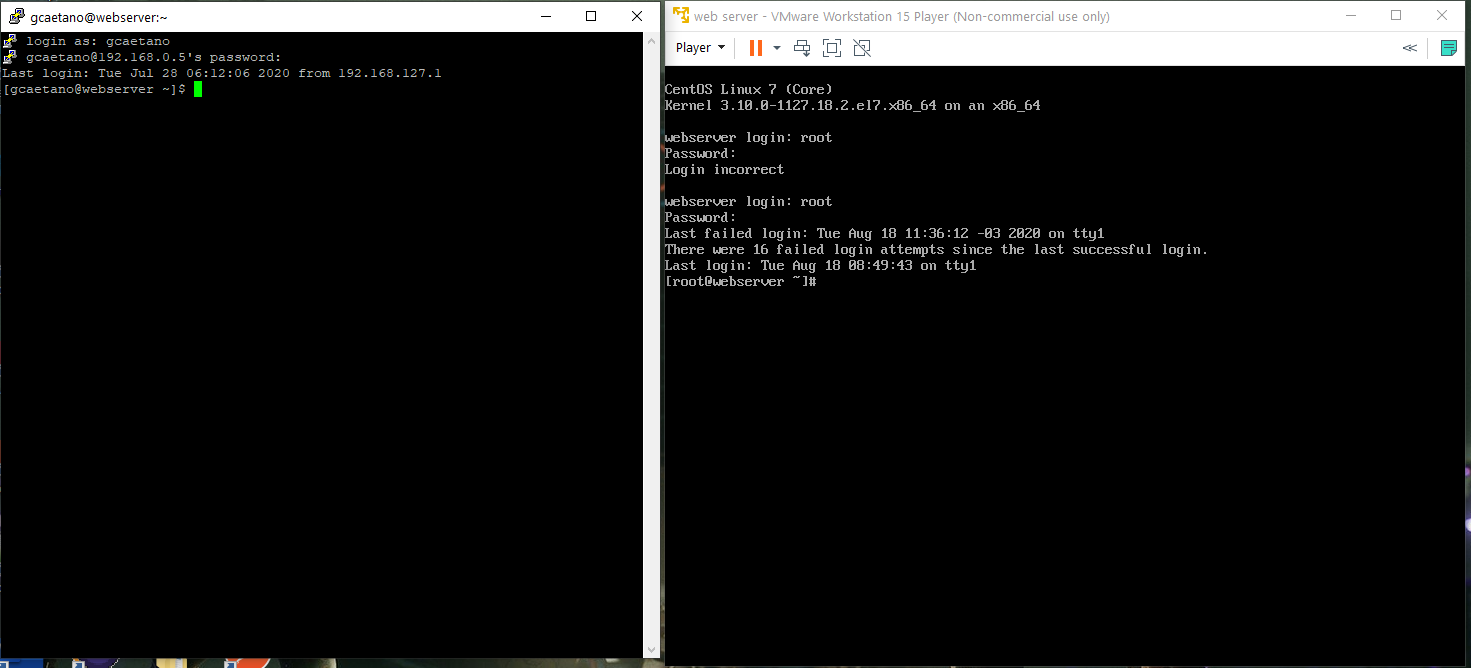 gcaetano@webserver:~
login as: gcaetano
gcaetano@192.168.0.5's password:
Last login: Tue Jul 28 06:12:06 2020 from 192.168.127.1
[gcaetano@webserver ~]$
web server - VMware Workstation 15 Player (Non-commercial use only)
Player
CentOS Linux 7 (Core)
Kernel 3.10.0-1127.18.2.el7.x86_64 on an x86_64
webserver login: root
Password:
Login incorrect
webserver login: root
Password:
Last failed login: Tue Aug 18 11:36:12 -03 2020 on tty1
There were 16 failed login attempts since the last successful login.
Last login: Tue Aug 18 08:49:43 on tty1
[root@webserver ~]#